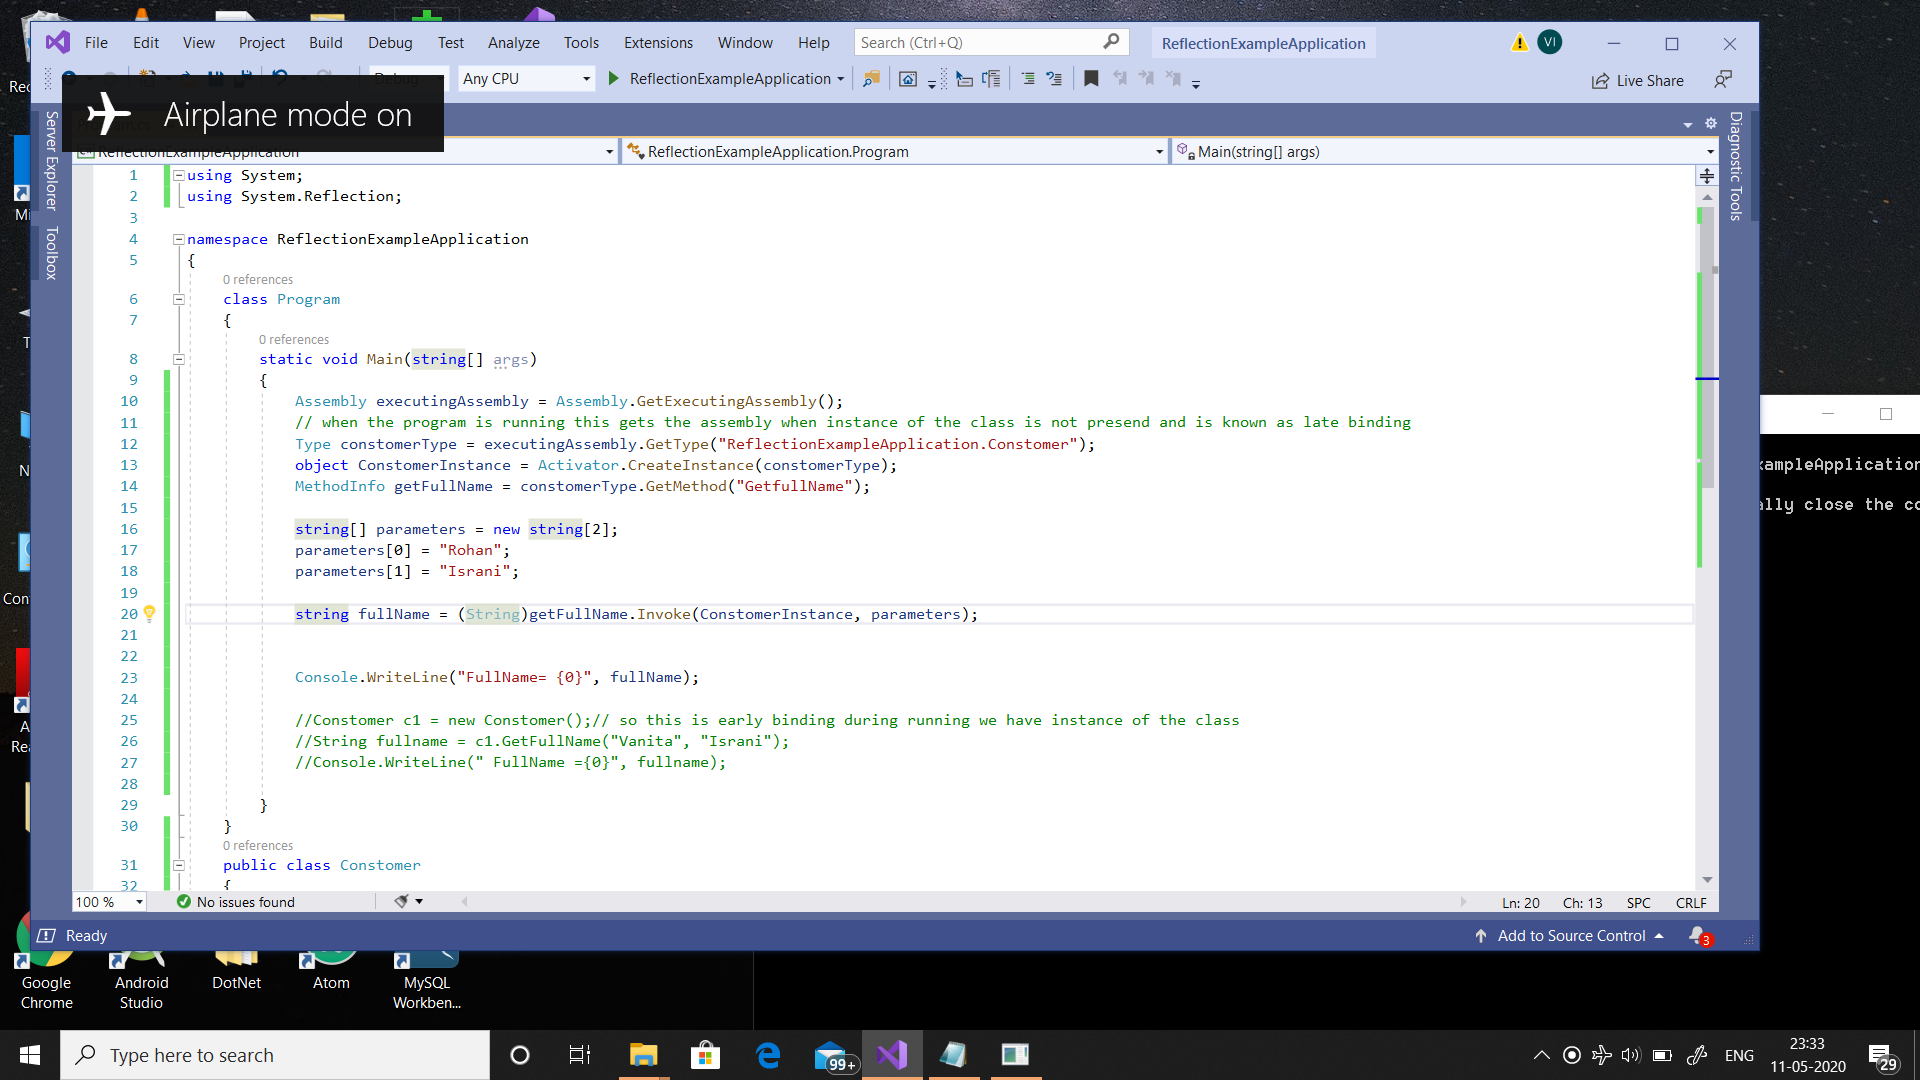 File Edit View Project Build Debug Test Analyze Tools Extensions Window Help Search (Ctrl+Q) ReflectionExampleApplication VI
Any CPU ReflectionExampleApplication Live Share
Airplane mode on
Server Explorer
Toolbox
Diagnostic Tools
ReflectionExampleApplication ReflectionExampleApplication.Program Main(string[] args)
1 using System;
2 using System.Reflection;
3
4 namespace ReflectionExampleApplication
5 {
0 references
6 class Program
7 {
0 references
8 static void Main(string[] args)
9 {
10 Assembly executingAssembly = Assembly.GetExecutingAssembly();
11 // when the program is running this gets the assembly when instance of the class is not presend and is known as late binding
12 Type constomerType = executingAssembly.GetType("ReflectionExampleApplication.Constomer");
13 object ConstomerInstance = Activator.CreateInstance(constomerType);
14 MethodInfo getFullName = constomerType.GetMethod("GetfullName");
15
16 string[] parameters = new string[2];
17 parameters[0] = "Rohan";
18 parameters[1] = "Israni";
19
20 string fullName = (String)getFullName.Invoke(ConstomerInstance, parameters);
21
22
23 Console.WriteLine("FullName= {0}", fullName);
24
25 //Constomer c1 = new Constomer();// so this is early binding during running we have instance of the class
26 //String fullname = c1.GetFullName("Vanita", "Israni");
27 //Console.WriteLine(" FullName ={0}", fullname);
28
29 }
30 }
0 references
31 public class Constomer
32 {
100 % No issues found Ln: 20 Ch: 13 SPC CRLF
Ready Add to Source Control 3
ampleApplication
ally close the co
Google Chrome
Android Studio
DotNet
Atom
MySQL Workben...
Type here to search
99+
ENG
23:33
11-05-2020
29